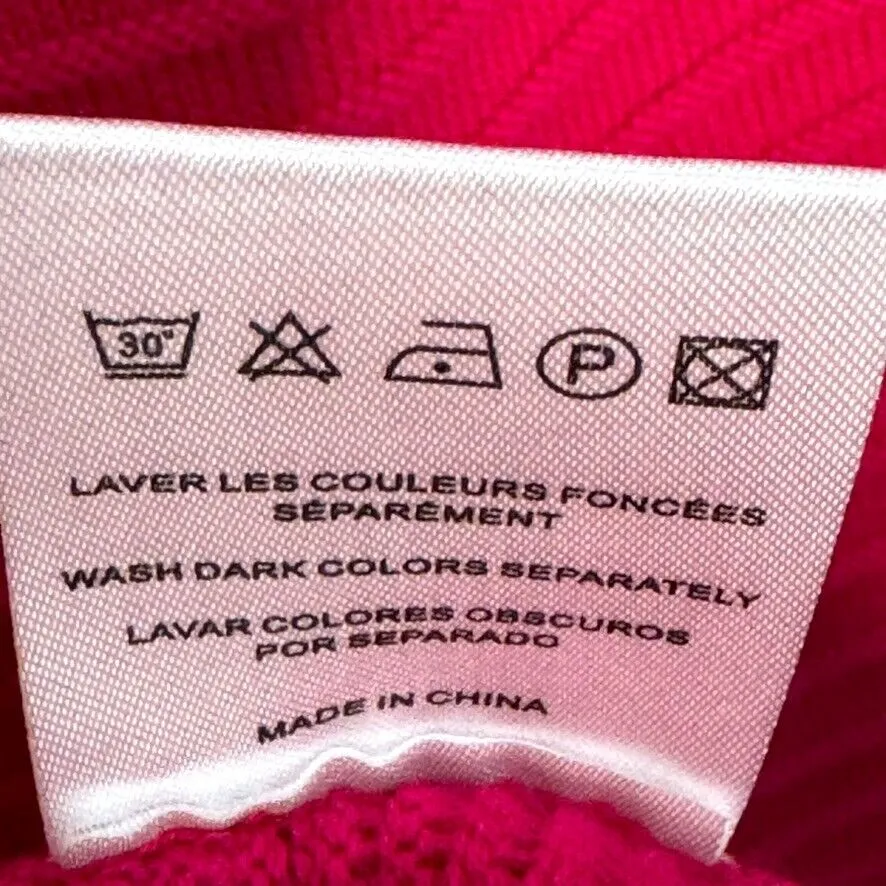 30°
P
LAVER LES COULEURS FONCÉES
SÉPARÉMENT
WASH DARK COLORS SEPARATELY
LAVAR COLORES OBSCUROS
POR SEPARADO
MADE IN CHINA